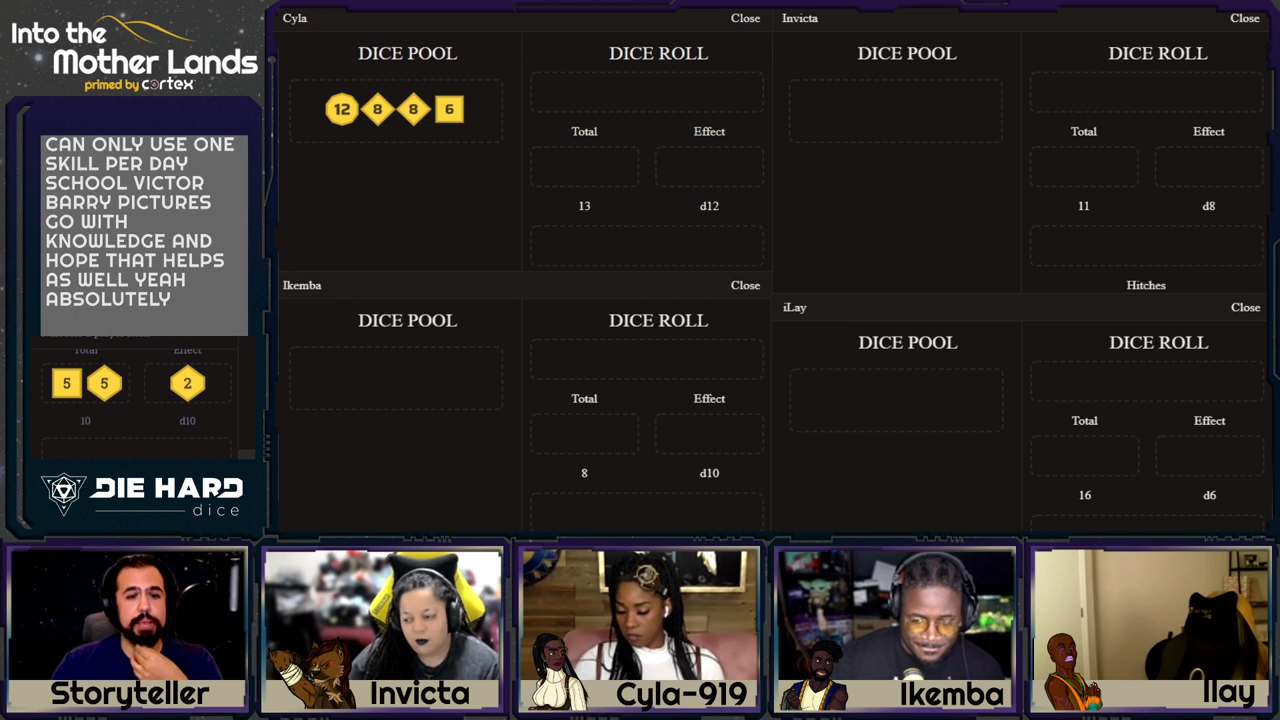 Into the
Mother Lands
primed by cortex
CAN ONLY USE ONE
SKILL PER DAY
SCHOOL VICTOR
BARRY PICTURES
GO WITH
KNOWLEDGE AND
HOPE THAT HELPS
AS WELL YEAH
ABSOLUTELY
Total Effect
5 5 2
10 d10
DIE HARD
dice
Cyla Close
DICE POOL DICE ROLL
12 8 8 6
Total Effect
13 d12
Invicta Close
DICE POOL DICE ROLL
Total Effect
11 d8
Hitches
Ikemba Close
DICE POOL DICE ROLL
Total Effect
8 d10
iLay Close
DICE POOL DICE ROLL
Total Effect
16 d6
Storyteller
Invicta
Cyla-919
Ikemba
Ilay